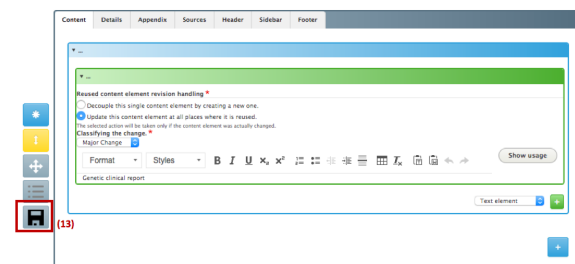 Content Details Appendix Sources Header Sidebar Footer
▾ ...
▾ ...
Reused content element revision handling *
Decouple this single content element by creating a new one.
Update this content element at all places where it is reused.
The selected action will be taken only if the content element was actually changed.
Classifying the change. *
Major Change
Format Styles B I U x₂ x² Show usage
Genetic clinical report
Text element +
(13)
+